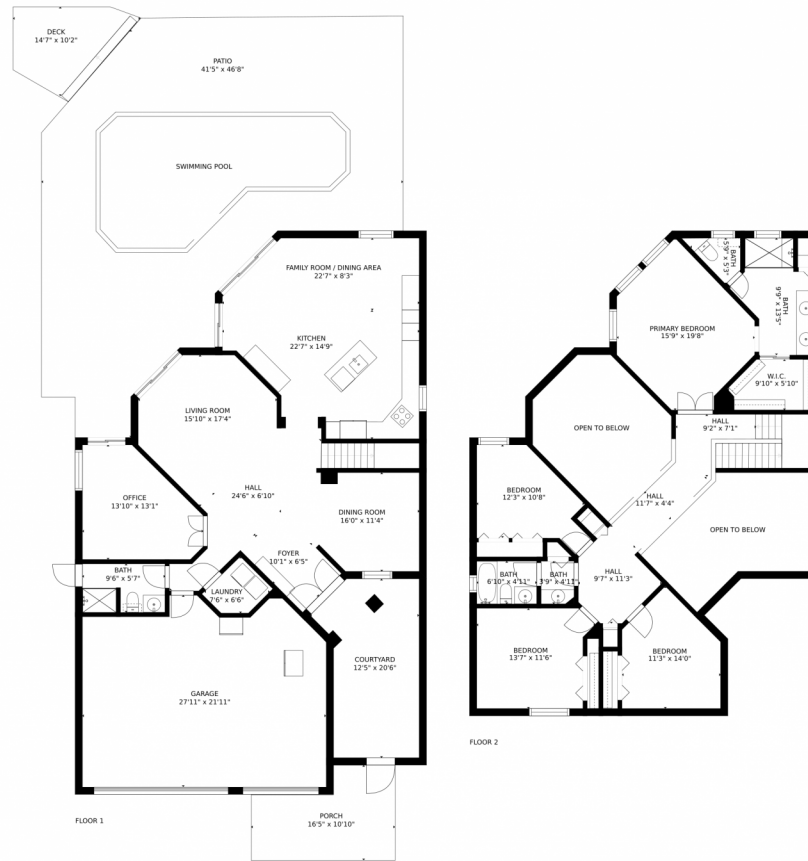 DECK
14'7" x 10'2"
PATIO
41'5" x 46'8"
SWIMMING POOL
FAMILY ROOM / DINING AREA
22'7" x 8'3"
KITCHEN
22'7" x 14'9"
LIVING ROOM
15'10" x 17'4"
HALL
24'6" x 6'10"
OFFICE
13'10" x 13'1"
DINING ROOM
16'0" x 11'4"
FOYER
10'1" x 6'5"
BATH
9'6" x 5'7"
LAUNDRY
7'6" x 6'6"
COURTYARD
12'5" x 20'6"
GARAGE
27'11" x 21'11"
PORCH
16'5" x 10'10"
FLOOR 1
BATH
5'9" x 5'3"
BATH
9'9" x 13'5"
PRIMARY BEDROOM
15'9" x 19'8"
W.I.C.
9'10" x 5'10"
HALL
9'2" x 7'1"
OPEN TO BELOW
BEDROOM
12'3" x 10'8"
HALL
11'7" x 4'4"
OPEN TO BELOW
BATH
6'10" x 4'11"
BATH
3'9" x 4'11"
HALL
9'7" x 11'3"
BEDROOM
13'7" x 11'6"
BEDROOM
11'3" x 14'0"
FLOOR 2